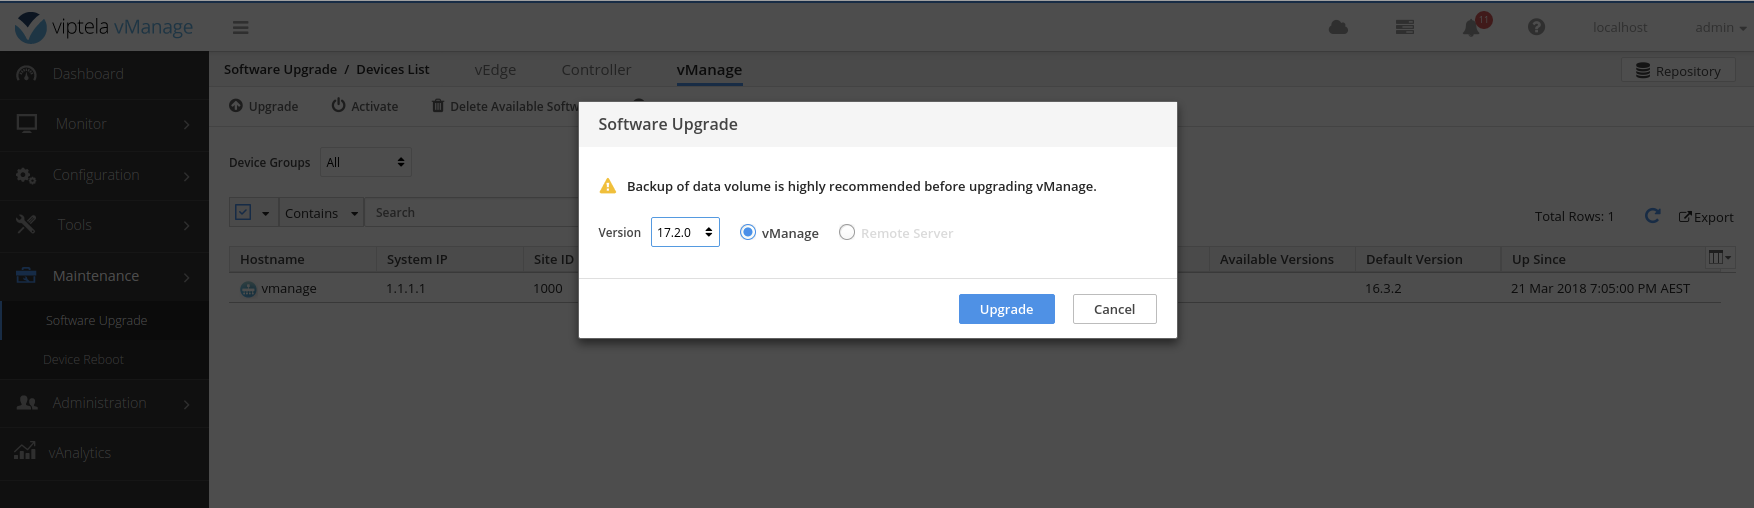 viptela vManage
11
localhost
admin
Dashboard
Monitor
Configuration
Tools
Maintenance
Software Upgrade
Device Reboot
Administration
vAnalytics
Software Upgrade / Devices List
vEdge
Controller
vManage
Repository
Upgrade
Activate
Delete Available Softw
Device Groups
All
Contains
Search
Total Rows: 1
Export
Hostname System IP Site ID Available Versions Default Version Up Since
vmanage 1.1.1.1 1000 16.3.2 21 Mar 2018 7:05:00 PM AEST
Software Upgrade
Backup of data volume is highly recommended before upgrading vManage.
Version 17.2.0 vManage Remote Server
Upgrade Cancel